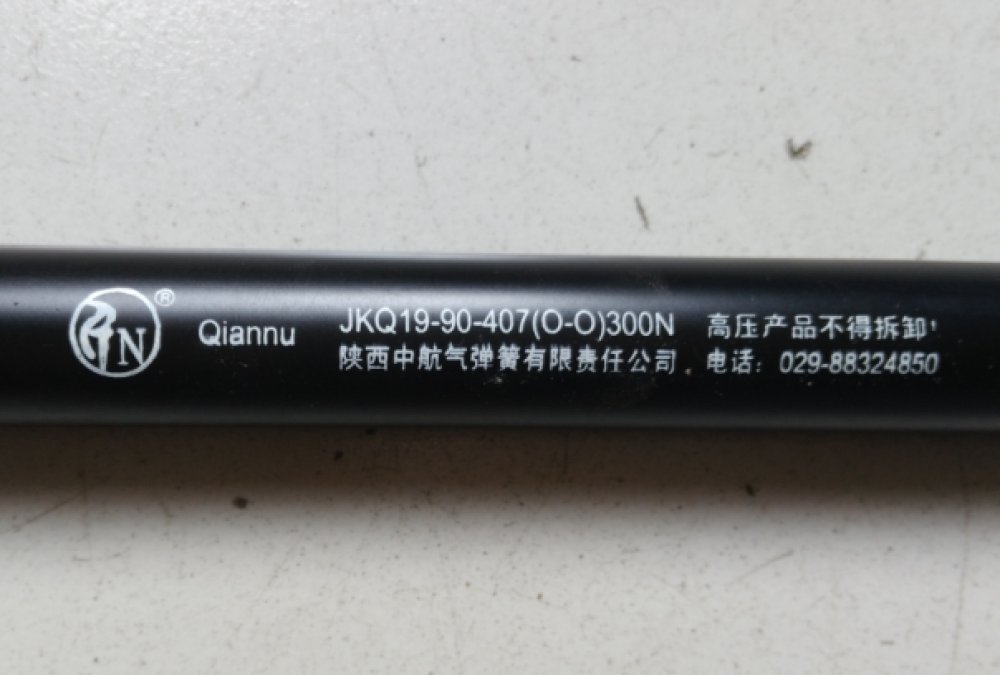 N®
Qiannu
JKQ19-90-407(O-O)300N
陕西中航气弹簧有限责任公司
高压产品不得拆卸!
电话：029-88324850